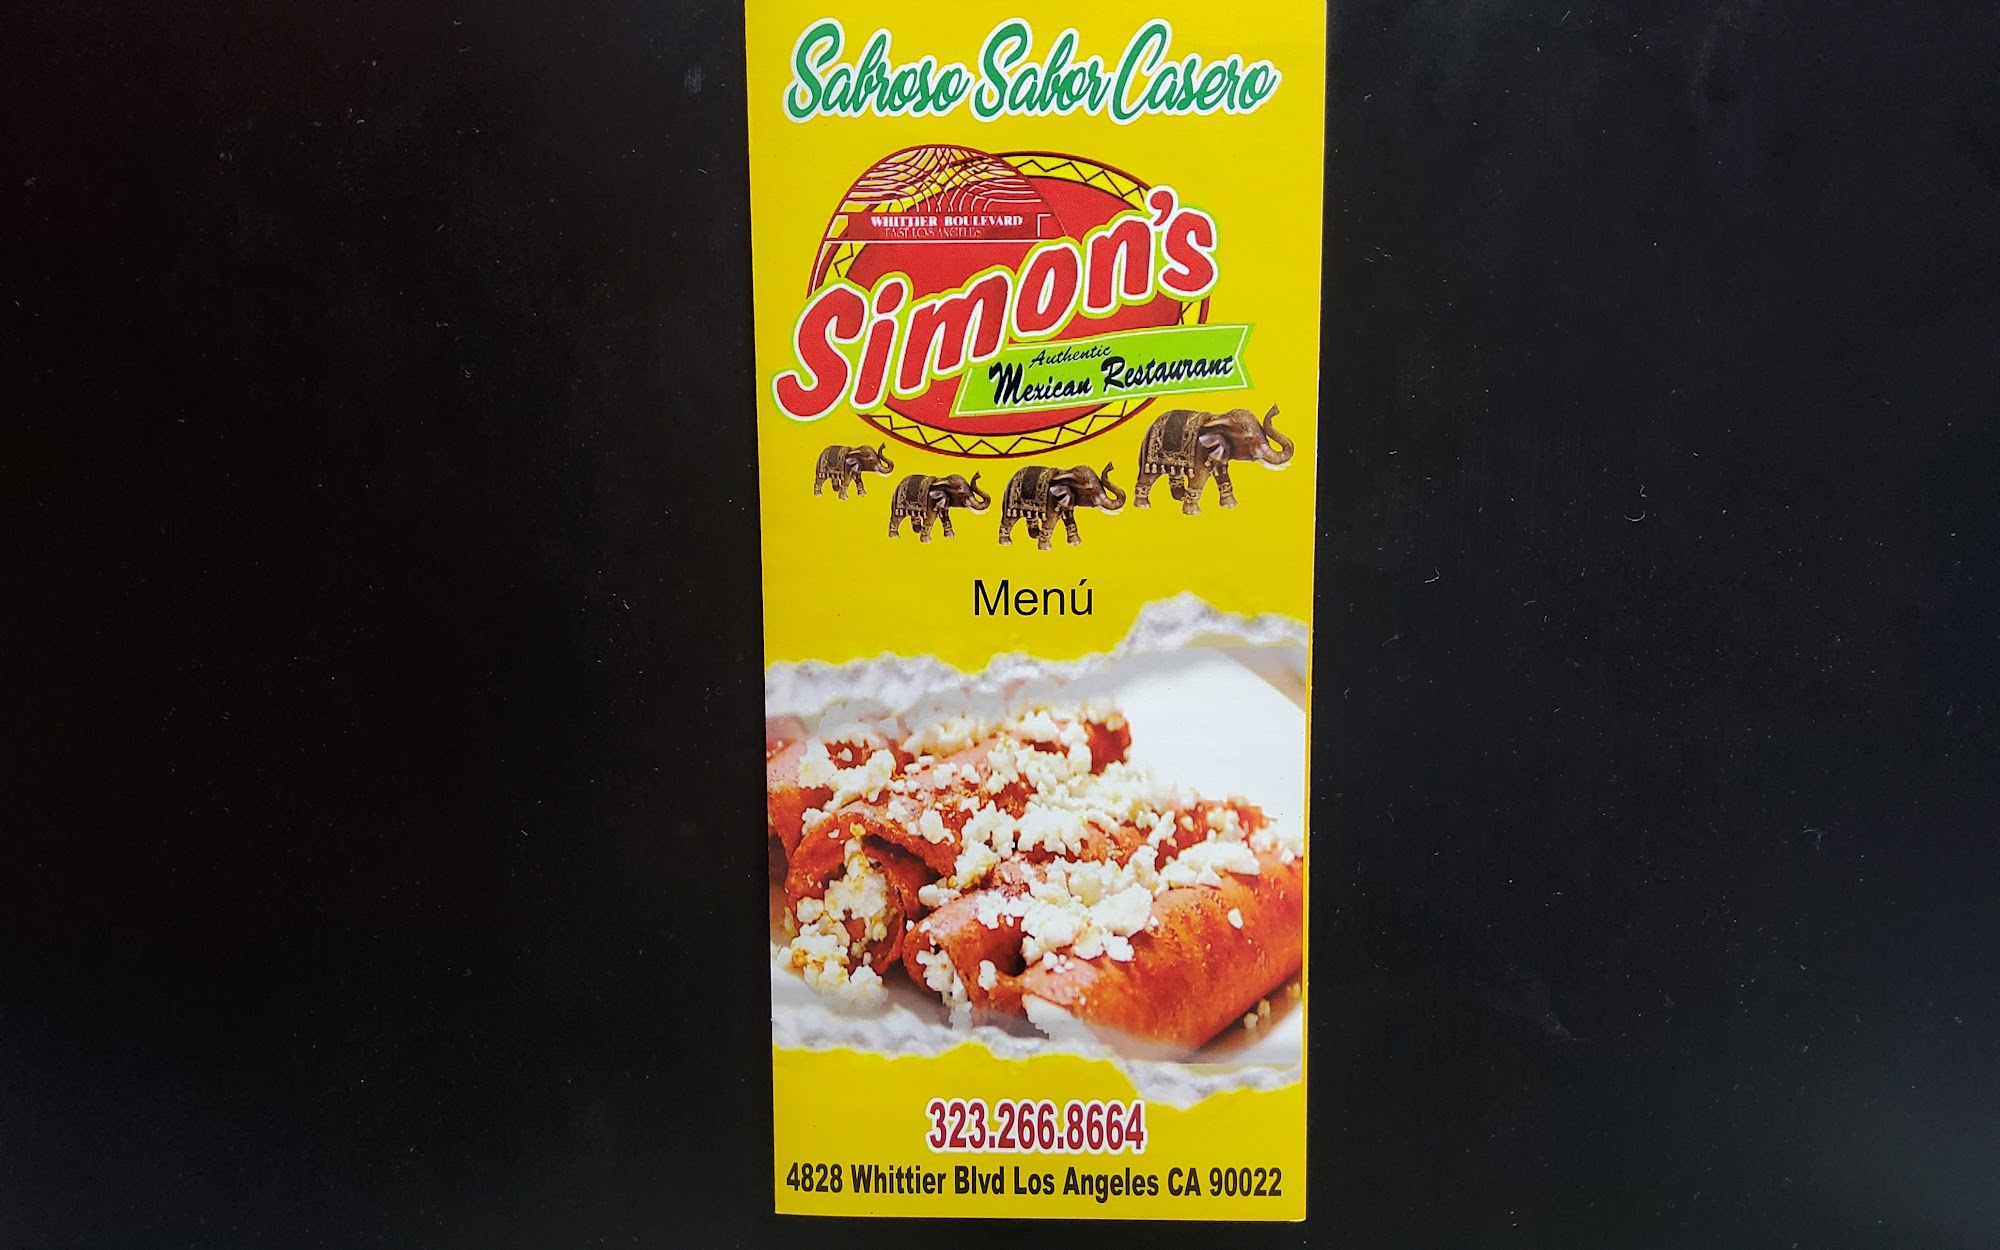 Sabroso Sabor Casero
WHITTIER BOULEVARD
EAST LOS ANGELES
Simon's
Authentic
Mexican Restaurant
Menú
323.266.8664
4828 Whittier Blvd Los Angeles CA 90022